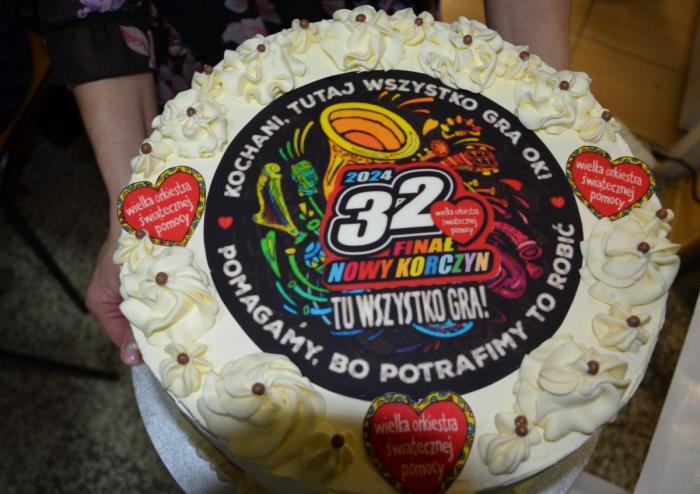 KOCHANI, TUTAJ WSZYSTKO GRA OKI
2024
32
wielka orkiestra
świątecznej
pomocy
FINAŁ
NOWY KORCZYN
TU WSZYSTKO GRA!
POMAGAMY, BO POTRAFIMY TO ROBIĆ
wielka orkiestra
świątecznej
pomocy
wielka orkiestra
świątecznej
pomocy
wielka orkiestra
świątecznej
pomocy